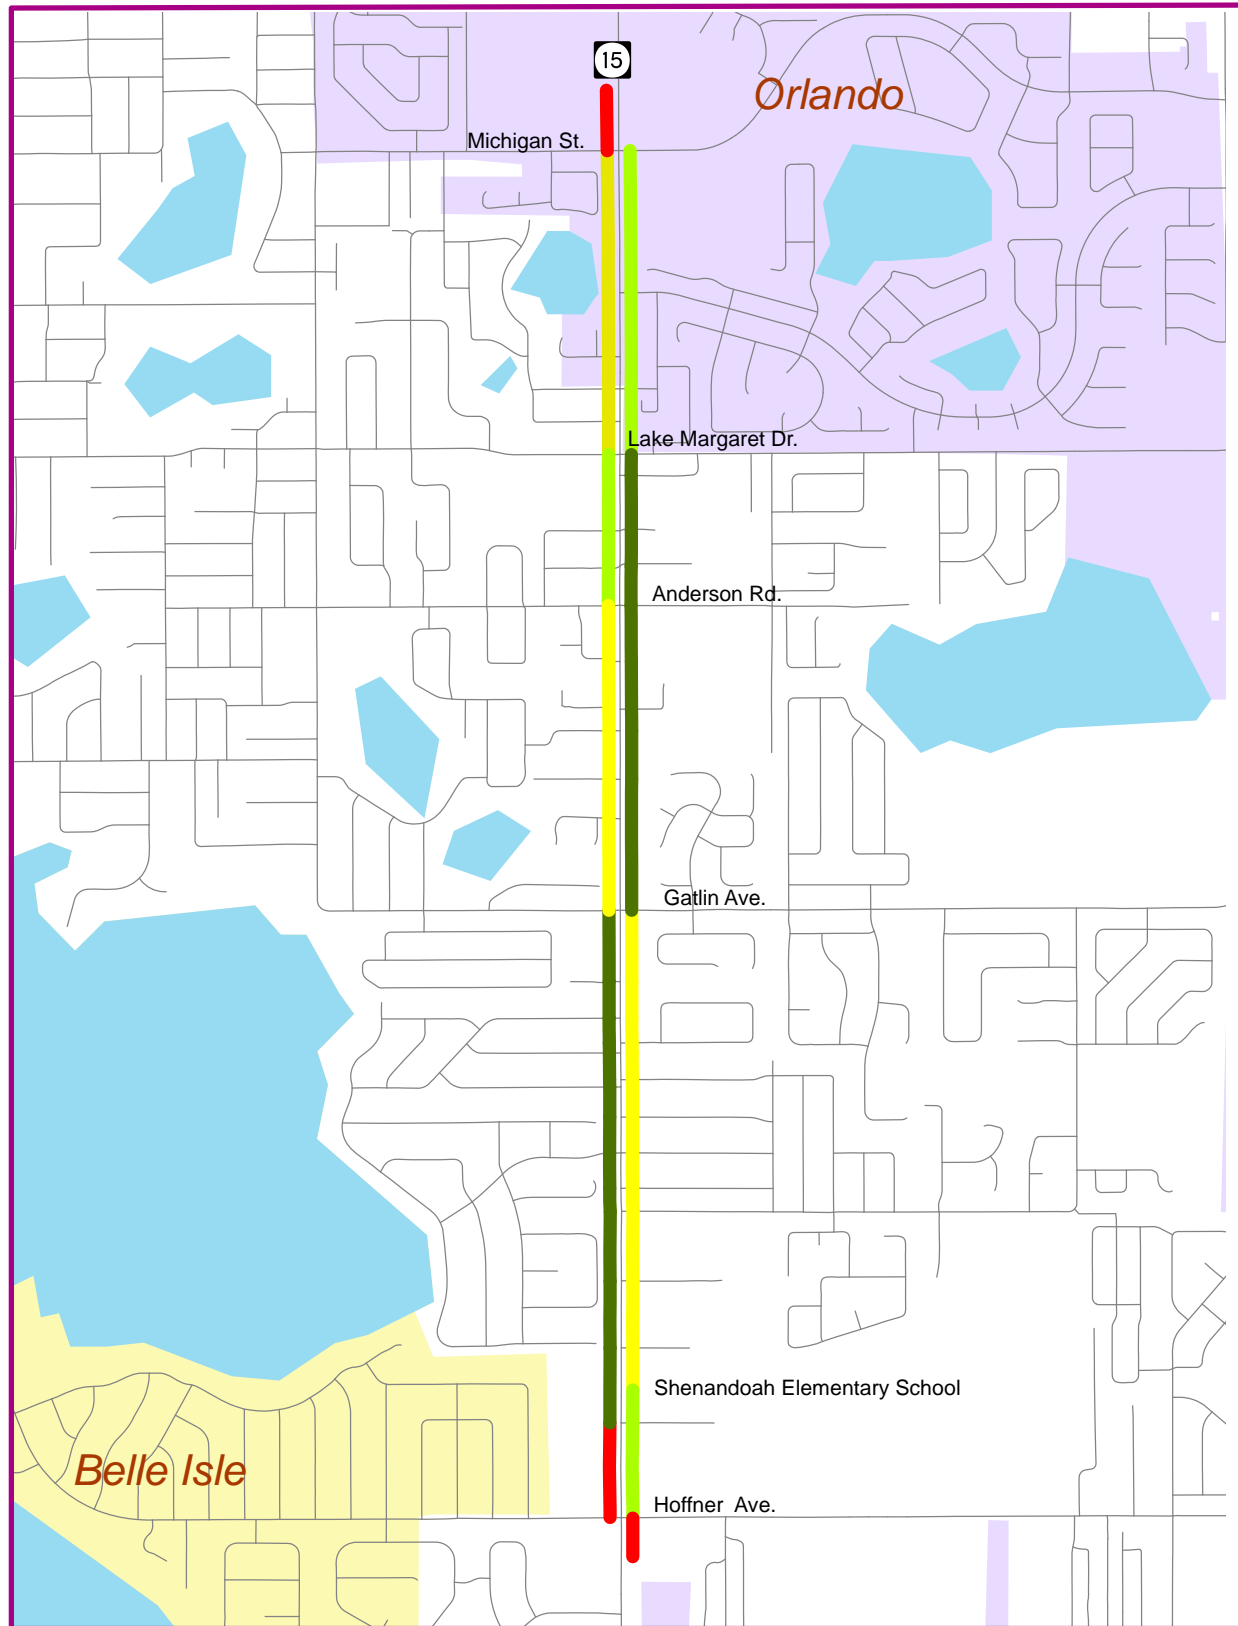 15
Orlando
Michigan St.
Lake Margaret Dr.
Anderson Rd.
Gatlin Ave.
Shenandoah Elementary School
Belle Isle
Hoffner Ave.